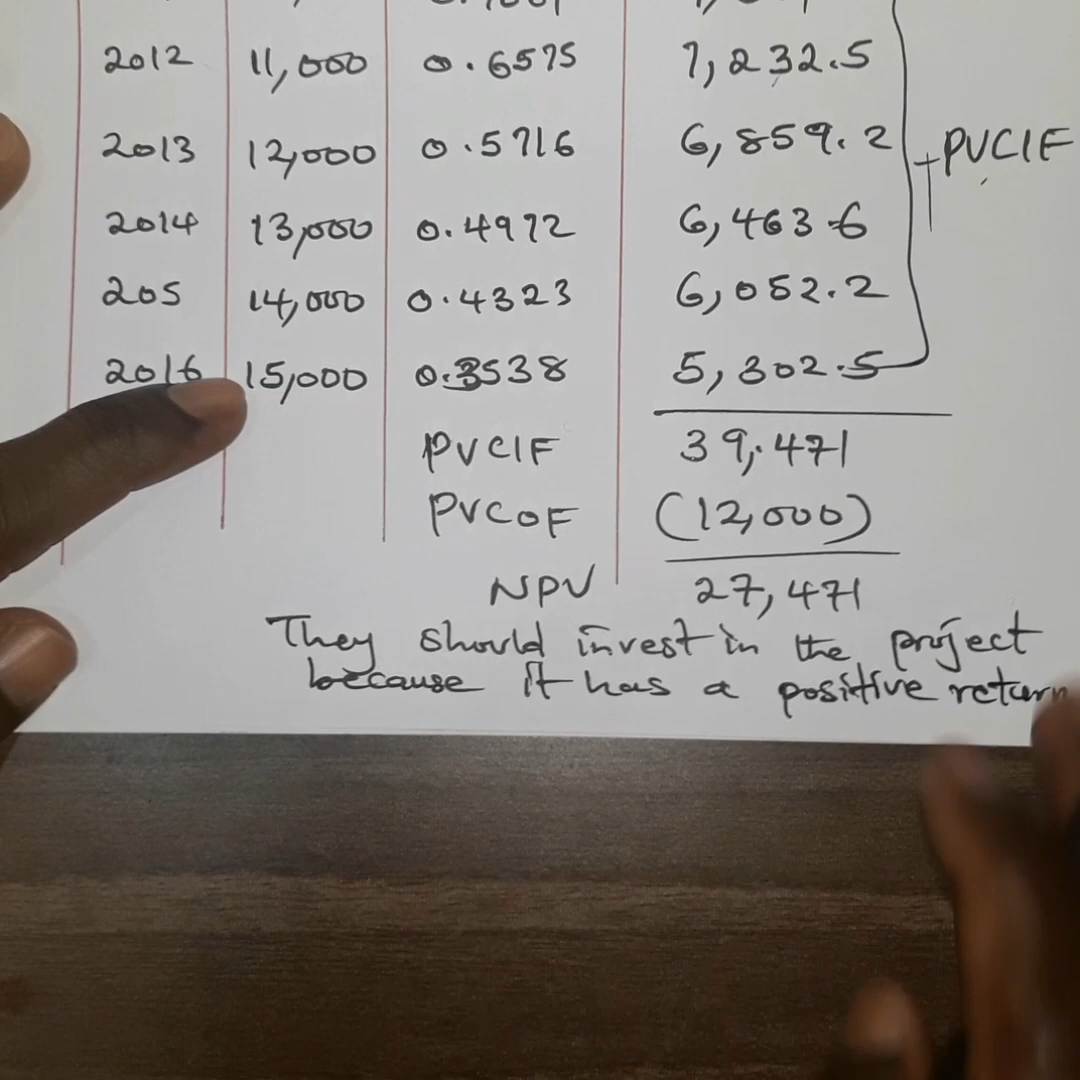 2012 11,000 0.6575 7,232.5
2013 12,000 0.5716 6,859.2 PVCIF
2014 13,000 0.4972 6,463.6
205 14,000 0.4323 6,052.2
2016 15,000 0.3538 5,302.5
PVCIF 39,471
PVCOF (12,000)
NPV 27,471
They should invest in the project
because it has a positive return